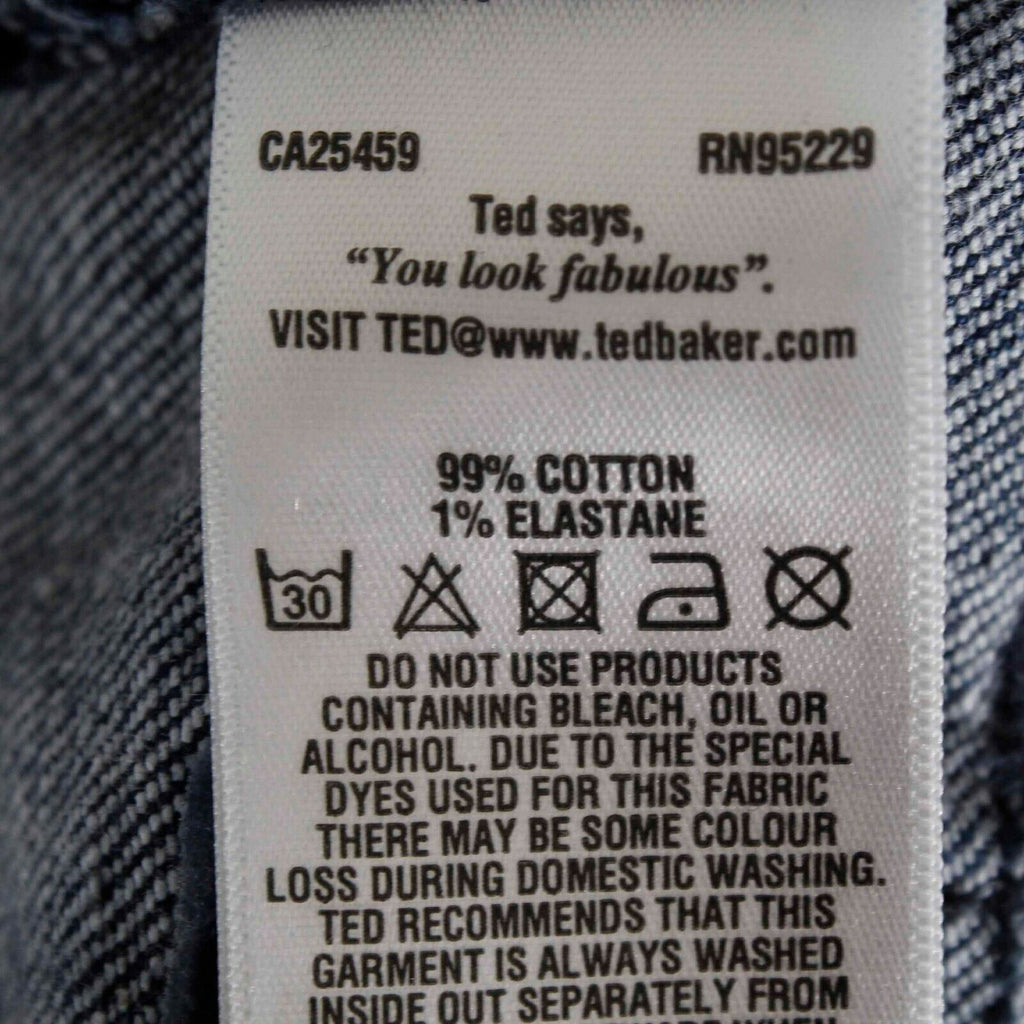 CA25459 RN95229
Ted says,
“You look fabulous”.
VISIT TED@www.tedbaker.com
99% COTTON
1% ELASTANE
30
DO NOT USE PRODUCTS
CONTAINING BLEACH, OIL OR
ALCOHOL. DUE TO THE SPECIAL
DYES USED FOR THIS FABRIC
THERE MAY BE SOME COLOUR
LOSS DURING DOMESTIC WASHING.
TED RECOMMENDS THAT THIS
GARMENT IS ALWAYS WASHED
INSIDE OUT SEPARATELY FROM